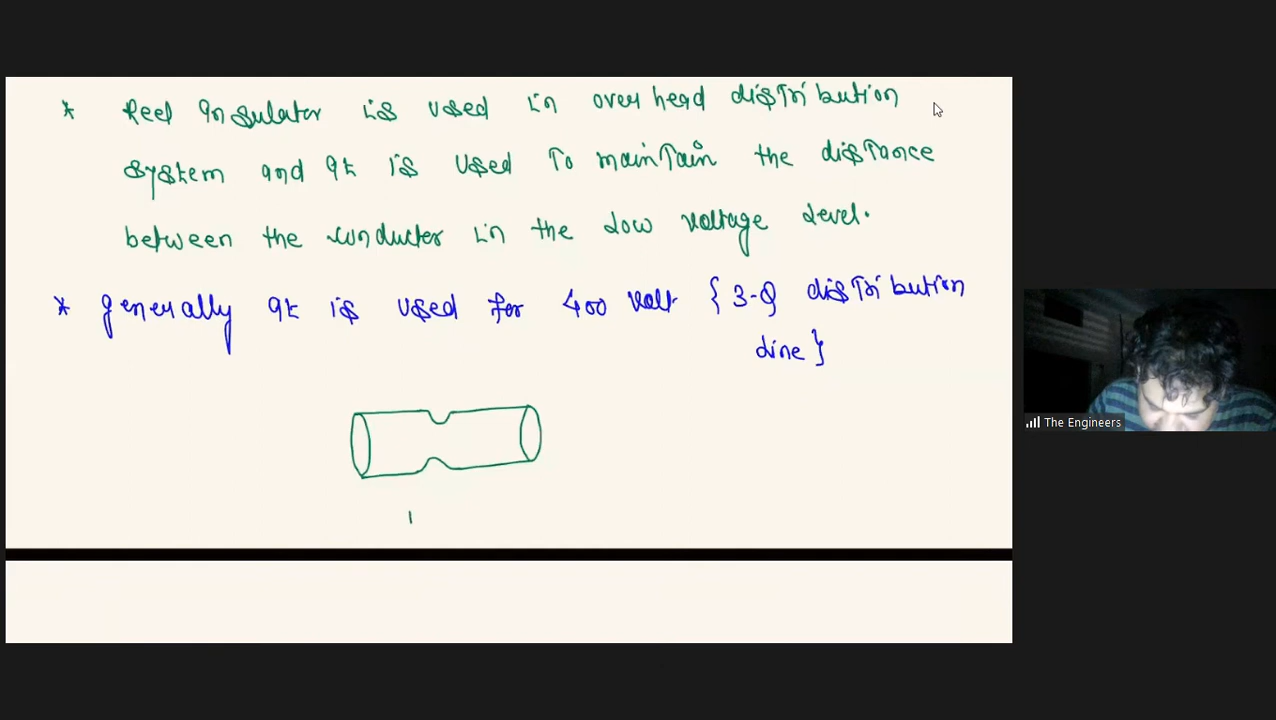 * Reel Insulator is used in over head distribution
system and It is used To maintain the distance
between the conductor in the Low voltage Level.
* generally It is used for 400 volt { 3-Φ distribution
Line }
The Engineers